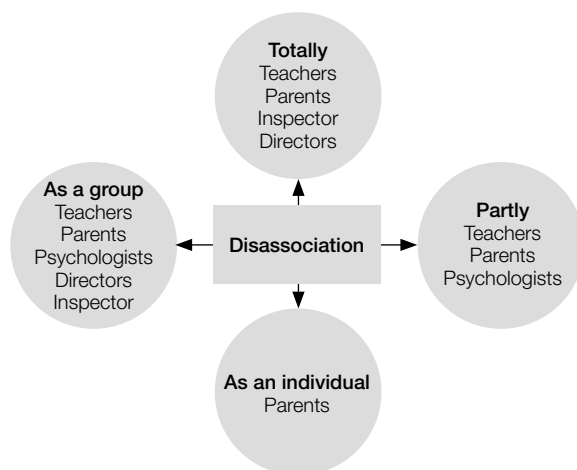 Totally
Teachers
Parents
Inspector
Directors
As a group
Teachers
Parents
Psychologists
Directors
Inspector
Disassociation
Partly
Teachers
Parents
Psychologists
As an individual
Parents